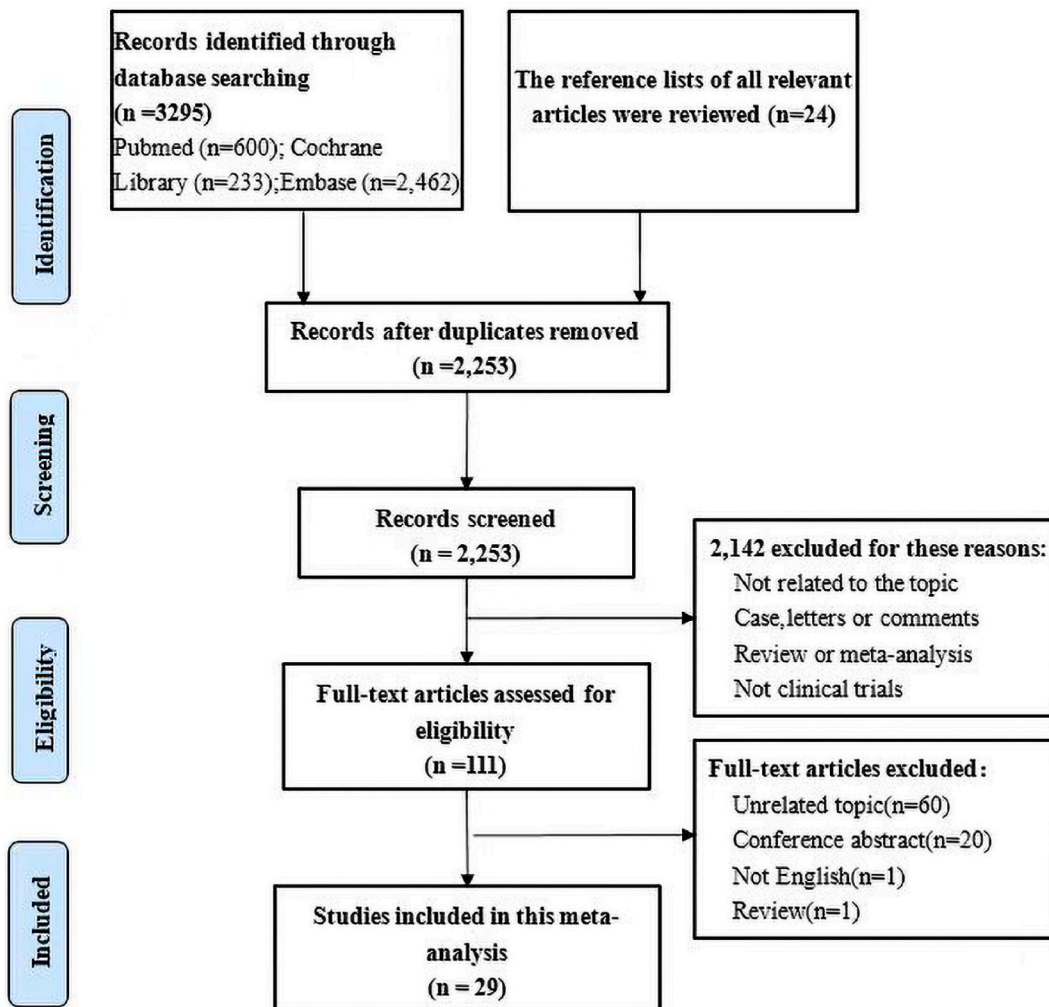 Records identified through
database searching
(n =3295)
Pubmed (n=600); Cochrane
Library (n=233);Embase (n=2,462)
The reference lists of all relevant
articles were reviewed (n=24)
Identification
Records after duplicates removed
(n =2,253)
Screening
Records screened
(n = 2,253)
2,142 excluded for these reasons:
Not related to the topic
Case,letters or comments
Review or meta-analysis
Not clinical trials
Eligibility
Full-text articles assessed for
eligibility
(n =111)
Full-text articles excluded：
Unrelated topic(n=60)
Conference abstract(n=20)
Not English(n=1)
Review(n=1)
Included
Studies included in this meta-
analysis
(n = 29)